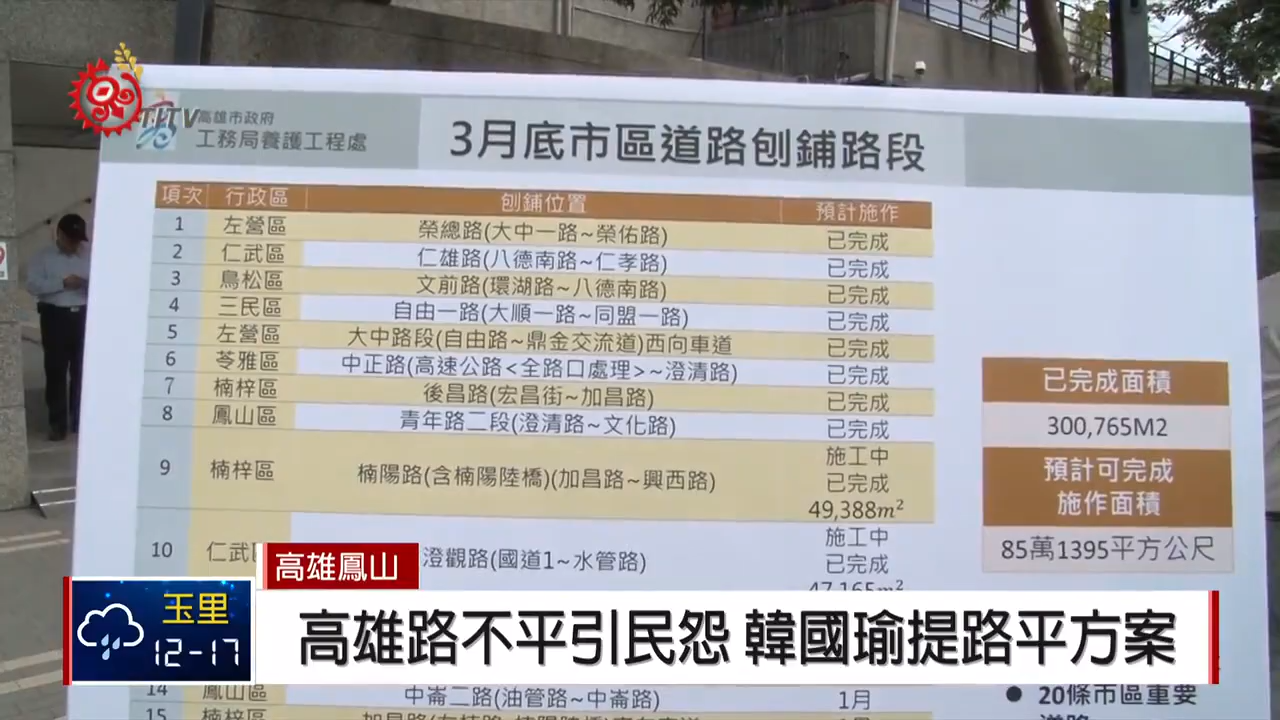 TITV
高雄市政府
工務局養護工程處
3月底市區道路刨鋪路段
項次 行政區 刨鋪位置 預計施作
1 左營區 榮總路(大中一路~榮佑路) 已完成
2 仁武區 仁雄路(八德南路~仁孝路) 已完成
3 鳥松區 文前路(環湖路~八德南路) 已完成
4 三民區 自由一路(大順一路~同盟一路) 已完成
5 左營區 大中路段(自由路~鼎金交流道)西向車道 已完成
6 苓雅區 中正路(高速公路<全路口處理>~澄清路) 已完成
7 楠梓區 後昌路(宏昌街~加昌路) 已完成
8 鳳山區 青年路二段(澄清路~文化路) 已完成
9 楠梓區 楠陽路(含楠陽陸橋)(加昌路~興西路) 施工中
已完成
49,388m²
10 仁武區 澄觀路(國道1~水管路) 施工中
已完成
47,165m²
已完成面積
300,765M2
預計可完成
施作面積
85萬1395平方公尺
高雄鳳山
玉里
12-17
高雄路不平引民怨 韓國瑜提路平方案
14 鳳山區 中崙二路(油管路~中崙路) 1月
15 楠梓區
● 20條市區重要
道路